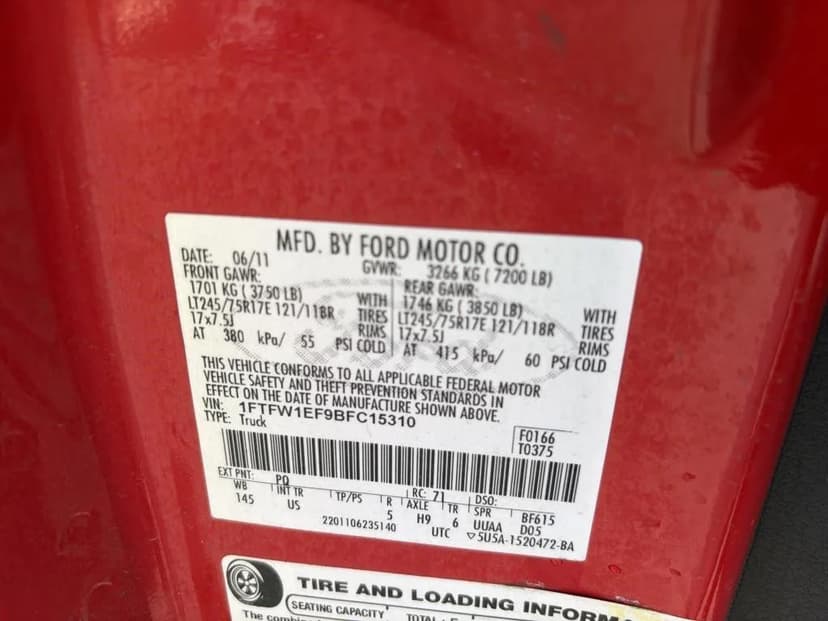 MFD. BY FORD MOTOR CO.
DATE: 06/11 GVWR: 3266 KG ( 7200 LB)
FRONT GAWR: REAR GAWR:
1701 KG ( 3750 LB) WITH 1746 KG ( 3850 LB) WITH
LT245/75R17E 121/118R TIRES LT245/75R17E 121/118R TIRES
17x7.5J RIMS 17x7.5J RIMS
AT 380 kPa/ 55 PSI COLD AT 415 kPa/ 60 PSI COLD
THIS VEHICLE CONFORMS TO ALL APPLICABLE FEDERAL MOTOR
VEHICLE SAFETY AND THEFT PREVENTION STANDARDS IN
EFFECT ON THE DATE OF MANUFACTURE SHOWN ABOVE.
VIN: 1FTFW1EF9BFC15310
TYPE: Truck
F0166
T0375
EXT PNT: PQ RC: 71 DSO:
WB INT TR TP/PS R AXLE TR SPR BF615
145 US 5 H9 6 UUAA D05
2201106235140 UTC ▽5U5A-1520472-BA
TIRE AND LOADING INFORM
SEATING CAPACITY TOTAL:
The combin